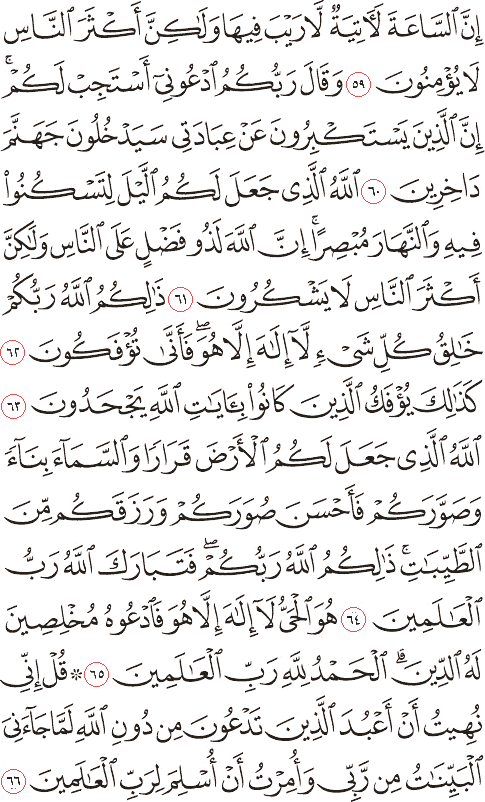 إِنَّ ٱلسَّاعَةَ لَأٓتِيَةٌ لَّا رَيْبَ فِيهَا وَلَٰكِنَّ أَكْثَرَ ٱلنَّاسِ
لَا يُؤْمِنُونَ ٥٩ وَقَالَ رَبُّكُمُ ٱدْعُونِىٓ أَسْتَجِبْ لَكُمْ ۚ
إِنَّ ٱلَّذِينَ يَسْتَكْبِرُونَ عَنْ عِبَادَتِى سَيَدْخُلُونَ جَهَنَّمَ
دَاخِرِينَ ٦٠ ٱللَّهُ ٱلَّذِى جَعَلَ لَكُمُ ٱلَّيْلَ لِتَسْكُنُوا۟
فِيهِ وَٱلنَّهَارَ مُبْصِرًا ۚ إِنَّ ٱللَّهَ لَذُو فَضْلٍ عَلَى ٱلنَّاسِ وَلَٰكِنَّ
أَكْثَرَ ٱلنَّاسِ لَا يَشْكُرُونَ ٦١ ذَٰلِكُمُ ٱللَّهُ رَبُّكُمْ
خَٰلِقُ كُلِّ شَىْءٍ لَّآ إِلَٰهَ إِلَّا هُوَ ۖ فَأَنَّىٰ تُؤْفَكُونَ ٦٢
كَذَٰلِكَ يُؤْفَكُ ٱلَّذِينَ كَانُوا۟ بِـَٔايَٰتِ ٱللَّهِ يَجْحَدُونَ ٦٣
ٱللَّهُ ٱلَّذِى جَعَلَ لَكُمُ ٱلْأَرْضَ قَرَارًا وَٱلسَّمَآءَ بِنَآءً
وَصَوَّرَكُمْ فَأَحْسَنَ صُوَرَكُمْ وَرَزَقَكُم مِّنَ
ٱلطَّيِّبَٰتِ ۚ ذَٰلِكُمُ ٱللَّهُ رَبُّكُمْ ۖ فَتَبَارَكَ ٱللَّهُ رَبُّ
ٱلْعَٰلَمِينَ ٦٤ هُوَ ٱلْحَىُّ لَآ إِلَٰهَ إِلَّا هُوَ فَٱدْعُوهُ مُخْلِصِينَ
لَهُ ٱلدِّينَ ۗ ٱلْحَمْدُ لِلَّهِ رَبِّ ٱلْعَٰلَمِينَ ٦٥ ۞ قُلْ إِنِّى
نُهِيتُ أَنْ أَعْبُدَ ٱلَّذِينَ تَدْعُونَ مِن دُونِ ٱللَّهِ لَمَّا جَآءَنِىَ
ٱلْبَيِّنَٰتُ مِن رَّبِّى وَأُمِرْتُ أَنْ أُسْلِمَ لِرَبِّ ٱلْعَٰلَمِينَ ٦٦